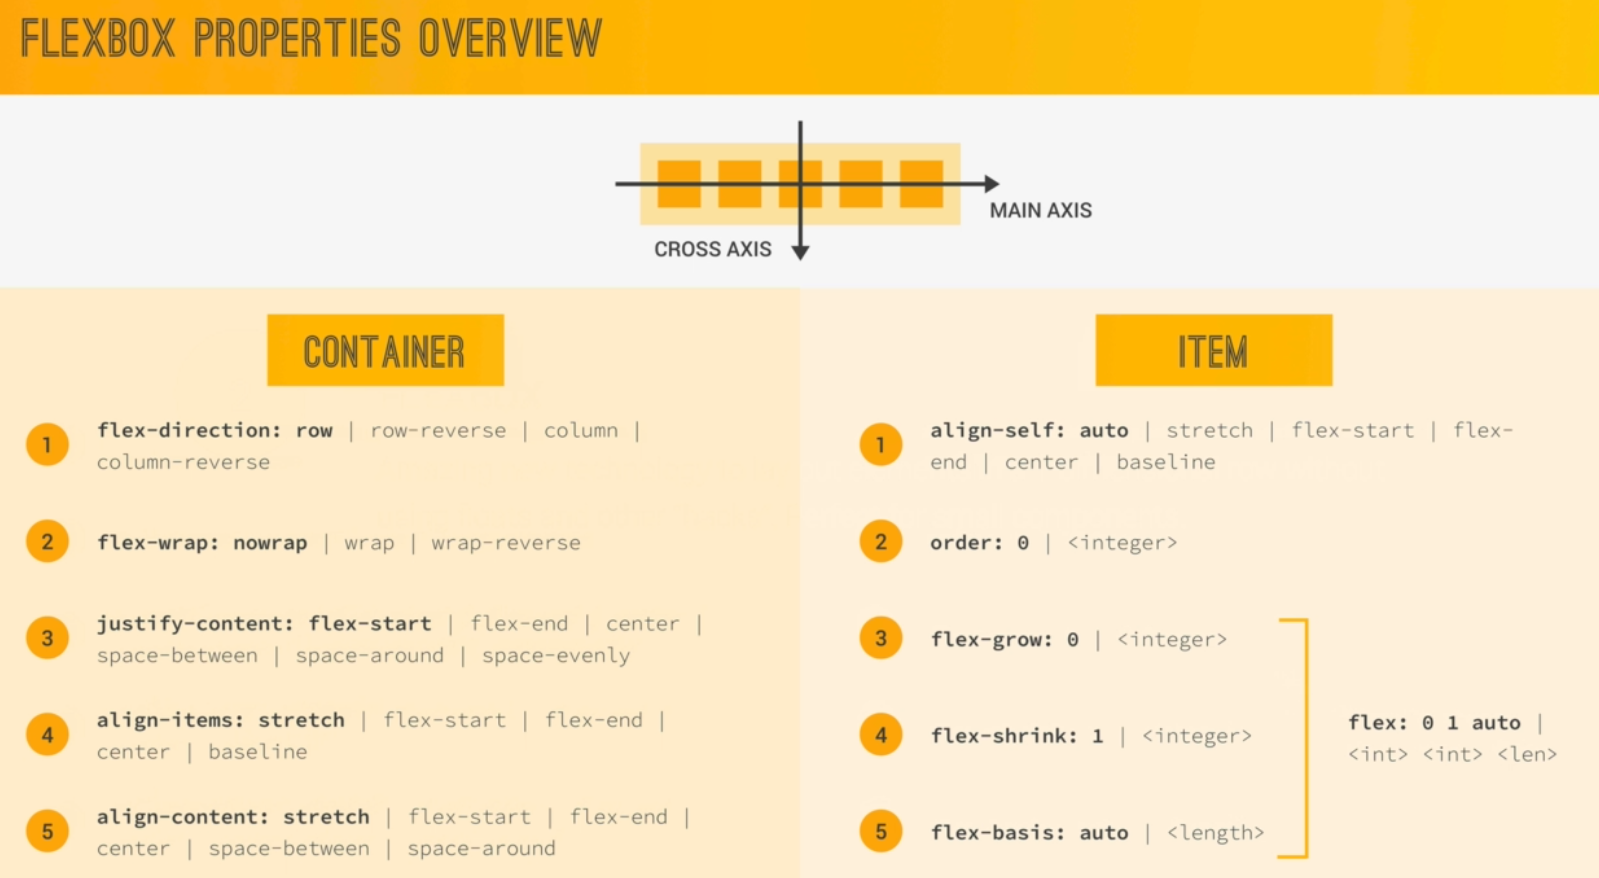 FLEXBOX PROPERTIES OVERVIEW
MAIN AXIS
CROSS AXIS
CONTAINER
1
flex-direction: row | row-reverse | column |
column-reverse
2
flex-wrap: nowrap | wrap | wrap-reverse
3
justify-content: flex-start | flex-end | center |
space-between | space-around | space-evenly
4
align-items: stretch | flex-start | flex-end |
center | baseline
5
align-content: stretch | flex-start | flex-end |
center | space-between | space-around
ITEM
1
align-self: auto | stretch | flex-start | flex-
end | center | baseline
2
order: 0 | <integer>
3
flex-grow: 0 | <integer>
4
flex-shrink: 1 | <integer>
5
flex-basis: auto | <length>
flex: 0 1 auto |
<int> <int> <len>